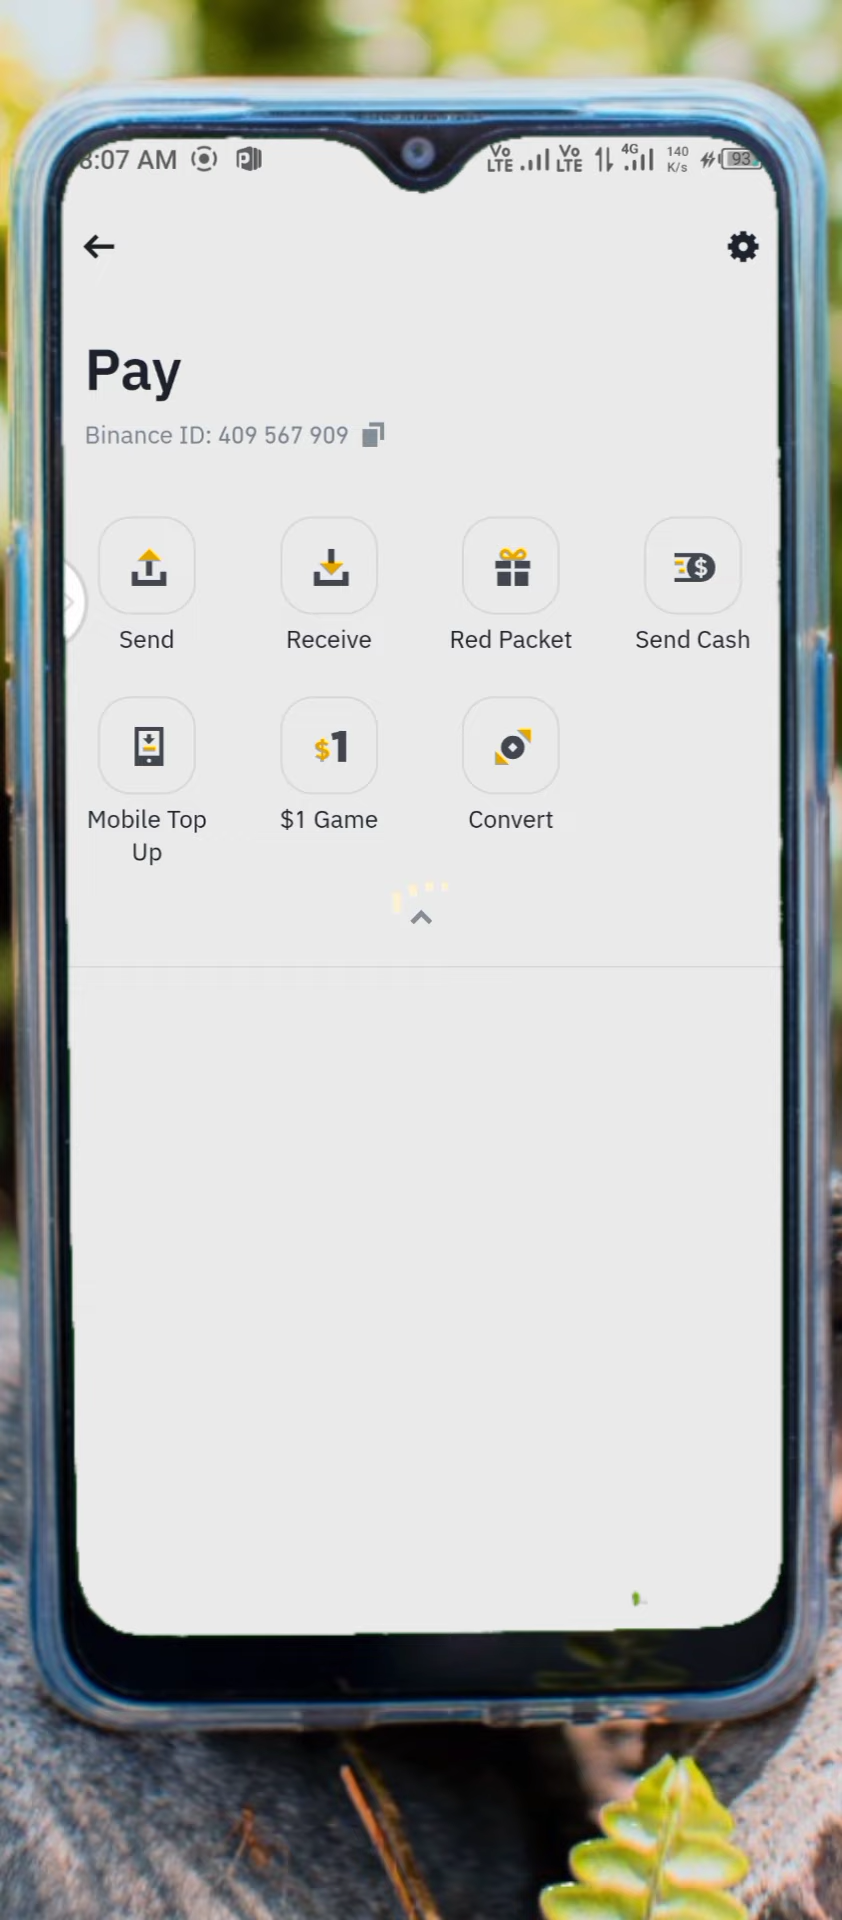 8:07 AM
Vo LTE Vo LTE 4G 140 K/s 93
Pay
Binance ID: 409 567 909
Send Receive Red Packet Send Cash
$1
Mobile Top Up $1 Game Convert